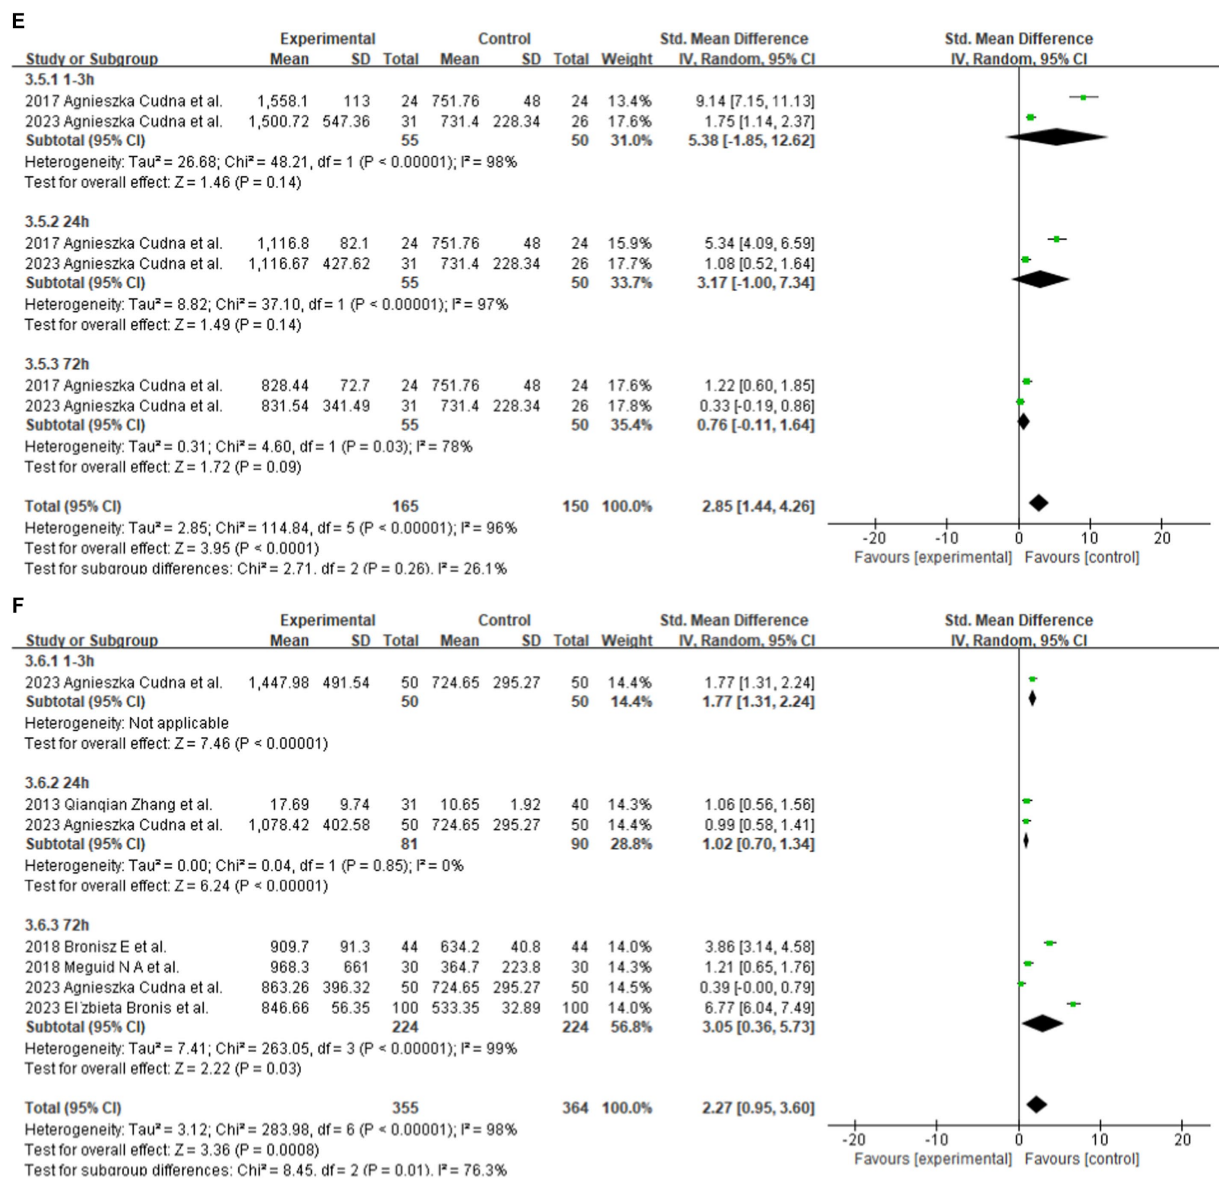 E
Experimental Control Std. Mean Difference Std. Mean Difference
Study or Subgroup Mean SD Total Mean SD Total Weight IV, Random, 95% CI IV, Random, 95% CI
3.5.1 1-3h
2017 Agnieszka Cudna et al. 1,558.1 113 24 751.76 48 24 13.4% 9.14 [7.15, 11.13]
2023 Agnieszka Cudna et al. 1,500.72 547.36 31 731.4 228.34 26 17.6% 1.75 [1.14, 2.37]
Subtotal (95% CI) 55 50 31.0% 5.38 [-1.85, 12.62]
Heterogeneity: Tau² = 26.68; Chi² = 48.21, df = 1 (P < 0.00001); I² = 98%
Test for overall effect: Z = 1.46 (P = 0.14)
3.5.2 24h
2017 Agnieszka Cudna et al. 1,116.8 82.1 24 751.76 48 24 15.9% 5.34 [4.09, 6.59]
2023 Agnieszka Cudna et al. 1,116.67 427.62 31 731.4 228.34 26 17.7% 1.08 [0.52, 1.64]
Subtotal (95% CI) 55 50 33.7% 3.17 [-1.00, 7.34]
Heterogeneity: Tau² = 8.82; Chi² = 37.10, df = 1 (P < 0.00001); I² = 97%
Test for overall effect: Z = 1.49 (P = 0.14)
3.5.3 72h
2017 Agnieszka Cudna et al. 828.44 72.7 24 751.76 48 24 17.6% 1.22 [0.60, 1.85]
2023 Agnieszka Cudna et al. 831.54 341.49 31 731.4 228.34 26 17.8% 0.33 [-0.19, 0.86]
Subtotal (95% CI) 55 50 35.4% 0.76 [-0.11, 1.64]
Heterogeneity: Tau² = 0.31; Chi² = 4.60, df = 1 (P = 0.03); I² = 78%
Test for overall effect: Z = 1.72 (P = 0.09)
Total (95% CI) 165 150 100.0% 2.85 [1.44, 4.26]
Heterogeneity: Tau² = 2.85; Chi² = 114.84, df = 5 (P < 0.00001); I² = 96%
Test for overall effect: Z = 3.95 (P < 0.0001)
Test for subgroup differences: Chi² = 2.71, df = 2 (P = 0.26), I² = 26.1%
-20 -10 0 10 20
Favours [experimental] Favours [control]
F
Experimental Control Std. Mean Difference Std. Mean Difference
Study or Subgroup Mean SD Total Mean SD Total Weight IV, Random, 95% CI IV, Random, 95% CI
3.6.1 1-3h
2023 Agnieszka Cudna et al. 1,447.98 491.54 50 724.65 295.27 50 14.4% 1.77 [1.31, 2.24]
Subtotal (95% CI) 50 50 14.4% 1.77 [1.31, 2.24]
Heterogeneity: Not applicable
Test for overall effect: Z = 7.46 (P < 0.00001)
3.6.2 24h
2013 Qianqian Zhang et al. 17.69 9.74 31 10.65 1.92 40 14.3% 1.06 [0.56, 1.56]
2023 Agnieszka Cudna et al. 1,078.42 402.58 50 724.65 295.27 50 14.4% 0.99 [0.58, 1.41]
Subtotal (95% CI) 81 90 28.8% 1.02 [0.70, 1.34]
Heterogeneity: Tau² = 0.00; Chi² = 0.04, df = 1 (P = 0.85); I² = 0%
Test for overall effect: Z = 6.24 (P < 0.00001)
3.6.3 72h
2018 Bronisz E et al. 909.7 91.3 44 634.2 40.8 44 14.0% 3.86 [3.14, 4.58]
2018 Meguid N A et al. 968.3 661 30 364.7 223.8 30 14.3% 1.21 [0.65, 1.76]
2023 Agnieszka Cudna et al. 863.26 396.32 50 724.65 295.27 50 14.5% 0.39 [-0.00, 0.79]
2023 El'zbieta Bronis et al. 846.66 56.35 100 533.35 32.89 100 14.0% 6.77 [6.04, 7.49]
Subtotal (95% CI) 224 224 56.8% 3.05 [0.36, 5.73]
Heterogeneity: Tau² = 7.41; Chi² = 263.05, df = 3 (P < 0.00001); I² = 99%
Test for overall effect: Z = 2.22 (P = 0.03)
Total (95% CI) 355 364 100.0% 2.27 [0.95, 3.60]
Heterogeneity: Tau² = 3.12; Chi² = 283.98, df = 6 (P < 0.00001); I² = 98%
Test for overall effect: Z = 3.36 (P = 0.0008)
Test for subgroup differences: Chi² = 8.45, df = 2 (P = 0.01), I² = 76.3%
-20 -10 0 10 20
Favours [experimental] Favours [control]